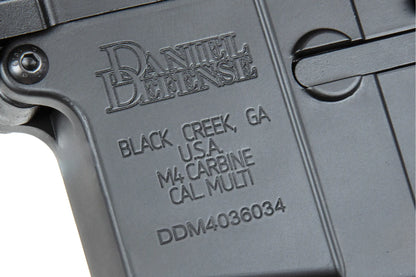 DANIEL
DEFENSE
BLACK CREEK, GA
U.S.A.
M4 CARBINE
CAL MULTI
DDM4036034